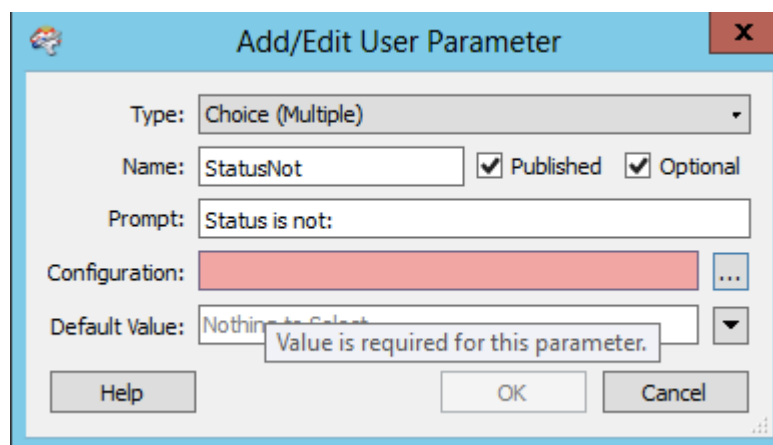 Add/Edit User Parameter
x
Type: Choice (Multiple)
Name: StatusNot Published Optional
Prompt: Status is not:
Configuration: ...
Default Value: Nothing to Select
Value is required for this parameter.
Help OK Cancel